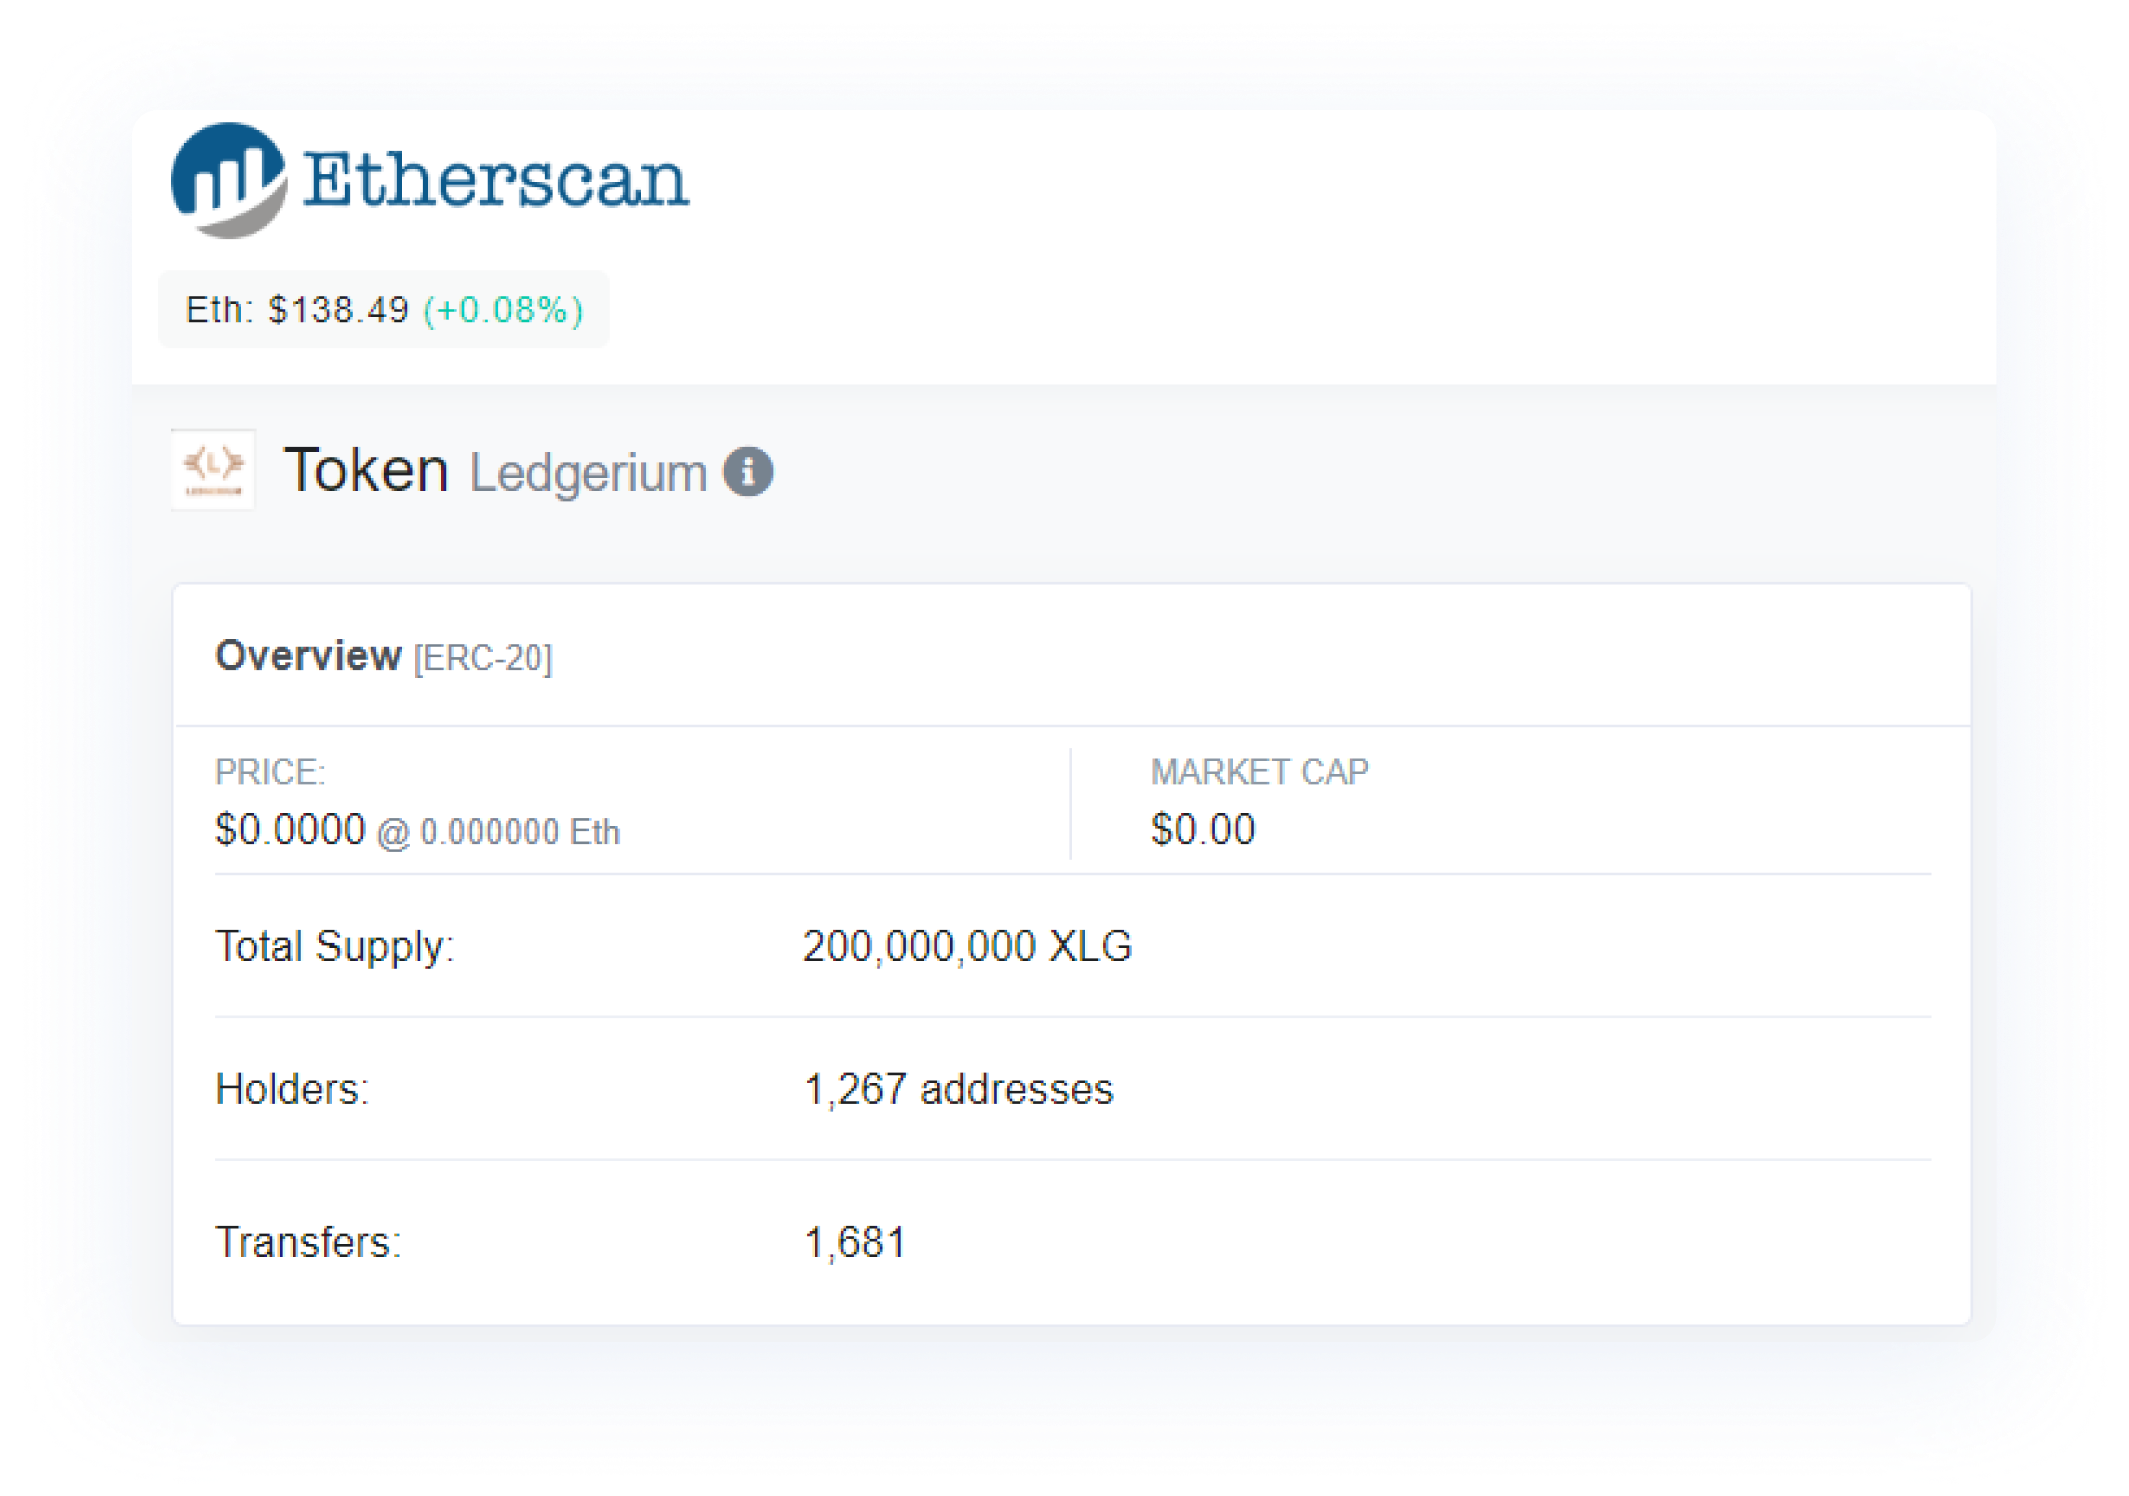 Etherscan
Eth: $138.49 (+0.08%)
Token Ledgerium
Overview [ERC-20]
PRICE:
$0.0000 @ 0.000000 Eth
MARKET CAP
$0.00
Total Supply: 200,000,000 XLG
Holders: 1,267 addresses
Transfers: 1,681